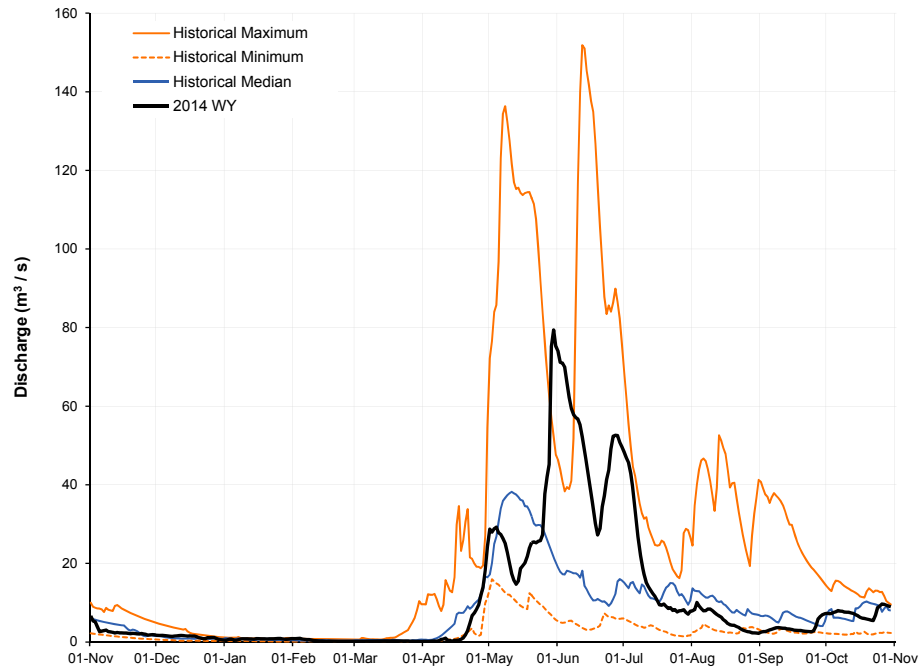 160
140
120
100
80
60
40
20
0
Discharge (m³ / s)
Historical Maximum
Historical Minimum
Historical Median
2014 WY
01-Nov 01-Dec 01-Jan 01-Feb 01-Mar 01-Apr 01-May 01-Jun 01-Jul 01-Aug 01-Sep 01-Oct 01-Nov